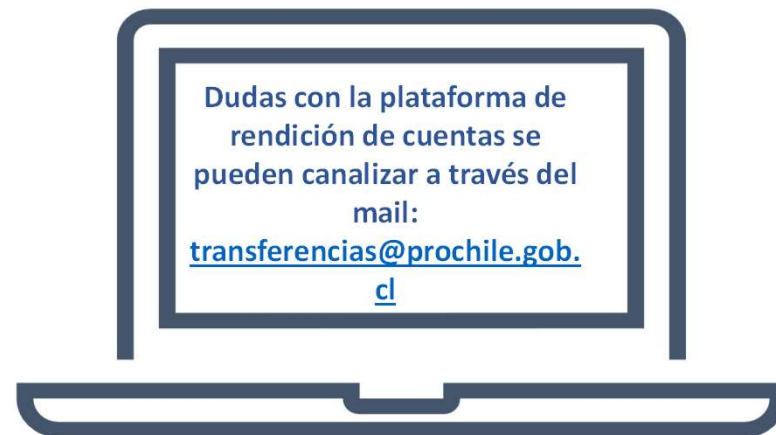 Dudas con la plataforma de
rendición de cuentas se
pueden canalizar a través del
mail:
transferencias@prochile.gob.
cl